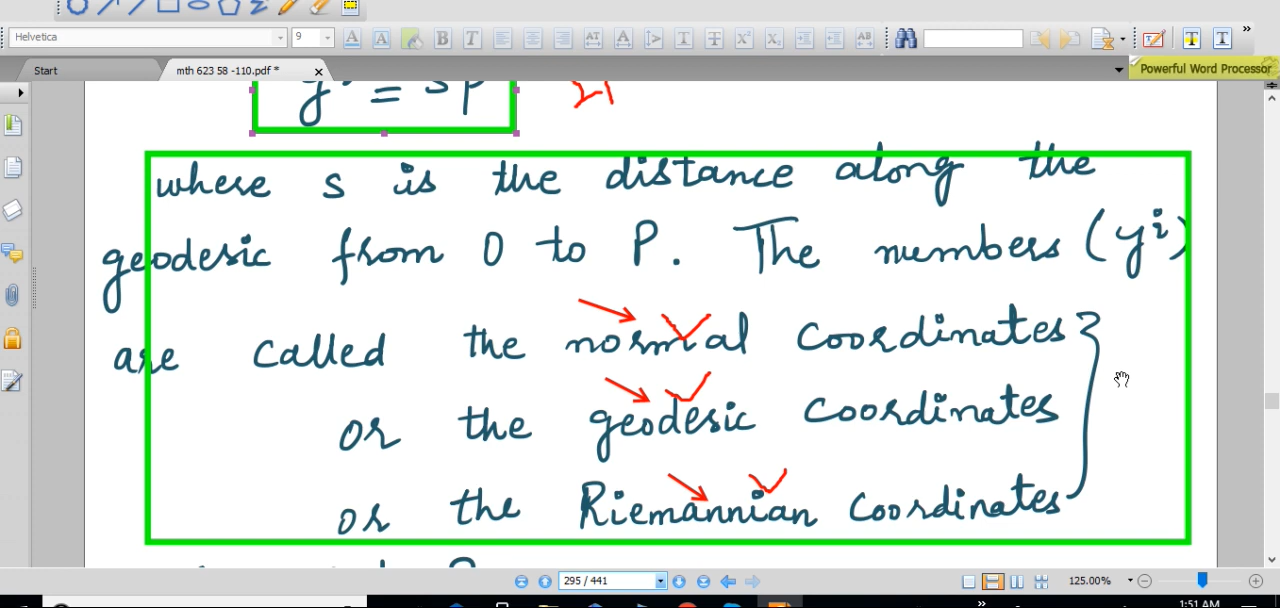 Helvetica 9
Start mth 623 58 -110.pdf * Powerful Word Processor
where s is the distance along the
geodesic from O to P. The numbers (yⁱ)
are called the normal coordinates
or the geodesic coordinates
or the Riemannian coordinates
295 / 441 125.00%
1:51 AM